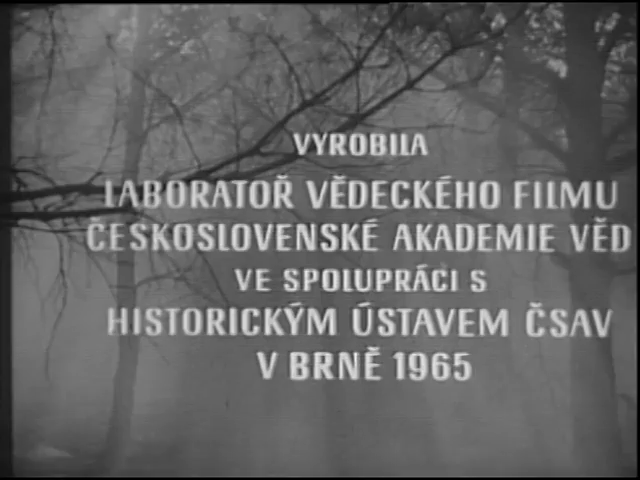 VYROBILA
LABORATOŘ VĚDECKÉHO FILMU
ČESKOSLOVENSKÉ AKADEMIE VĚD
VE SPOLUPRÁCI S
HISTORICKÝM ÚSTAVEM ČSAV
V BRNĚ 1965